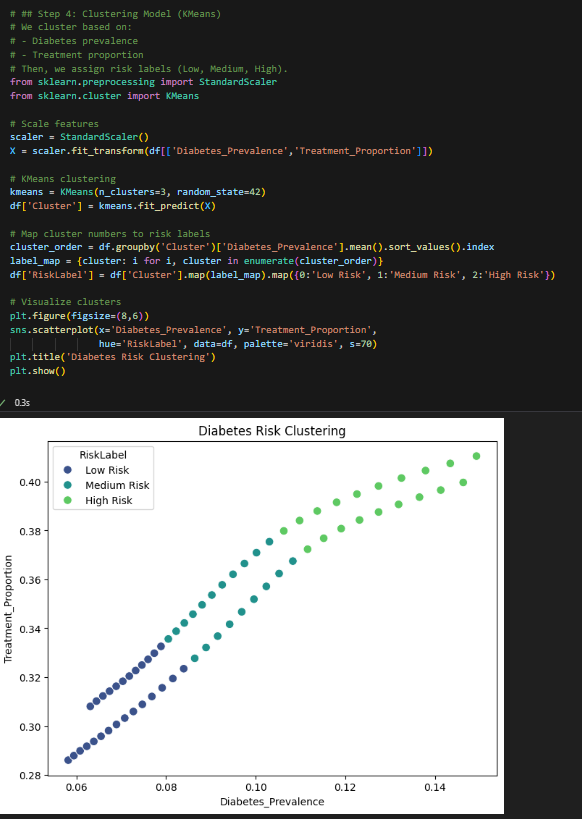 # ## Step 4: Clustering Model (KMeans)
# We cluster based on:
# - Diabetes prevalence
# - Treatment proportion
# Then, we assign risk labels (Low, Medium, High).
from sklearn.preprocessing import StandardScaler
from sklearn.cluster import KMeans
# Scale features
scaler = StandardScaler()
X = scaler.fit_transform(df[['Diabetes_Prevalence','Treatment_Proportion']])
# KMeans clustering
kmeans = KMeans(n_clusters=3, random_state=42)
df['Cluster'] = kmeans.fit_predict(X)
# Map cluster numbers to risk labels
cluster_order = df.groupby('Cluster')['Diabetes_Prevalence'].mean().sort_values().index
label_map = {cluster: i for i, cluster in enumerate(cluster_order)}
df['RiskLabel'] = df['Cluster'].map(label_map).map({0:'Low Risk', 1:'Medium Risk', 2:'High Risk'})
# Visualize clusters
plt.figure(figsize=(8,6))
sns.scatterplot(x='Diabetes_Prevalence', y='Treatment_Proportion',
hue='RiskLabel', data=df, palette='viridis', s=70)
plt.title('Diabetes Risk Clustering')
plt.show()
0.3s
Diabetes Risk Clustering
RiskLabel
Low Risk
Medium Risk
High Risk
0.40
0.38
0.36
0.34
0.32
0.30
0.28
Treatment_Proportion
0.06 0.08 0.10 0.12 0.14
Diabetes_Prevalence